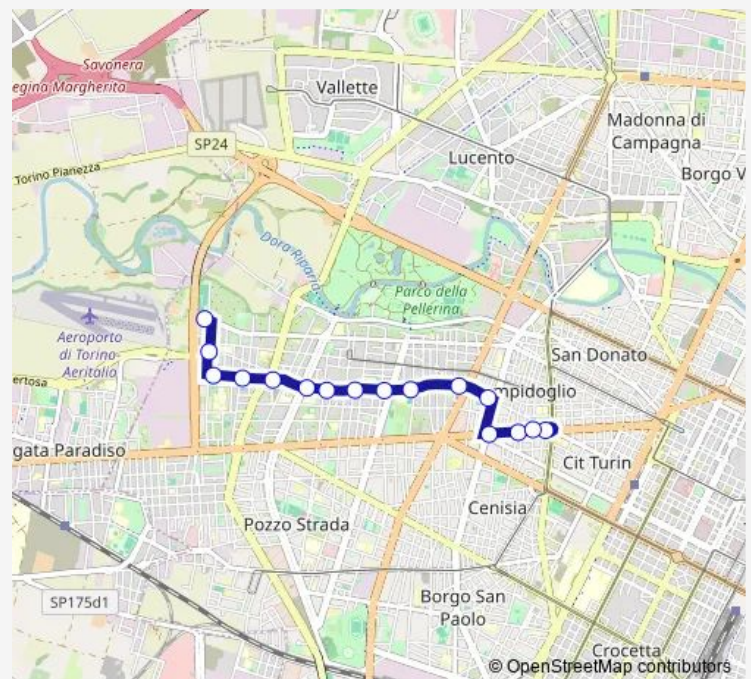 Savonera
egina Margherita
Vallette
SP24
Madonna di
Campagna
Lucento
Torino Pianezza
Borgo V
Dora Riparia
Parco della
Pellerina
Aeroporto
di Torino
Aeritalia
San Donato
ertosa
mpidoglio
gata Paradiso
Cit Turin
Cenisia
Pozzo Strada
SP175d1
Borgo San
Paolo
Crocetta
© OpenStreetMap contributors